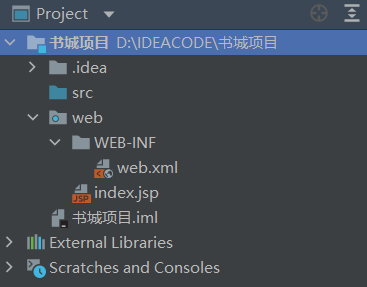 Project
书城项目 D:\IDEACODE\书城项目
.idea
src
web
WEB-INF
web.xml
index.jsp
书城项目.iml
External Libraries
Scratches and Consoles